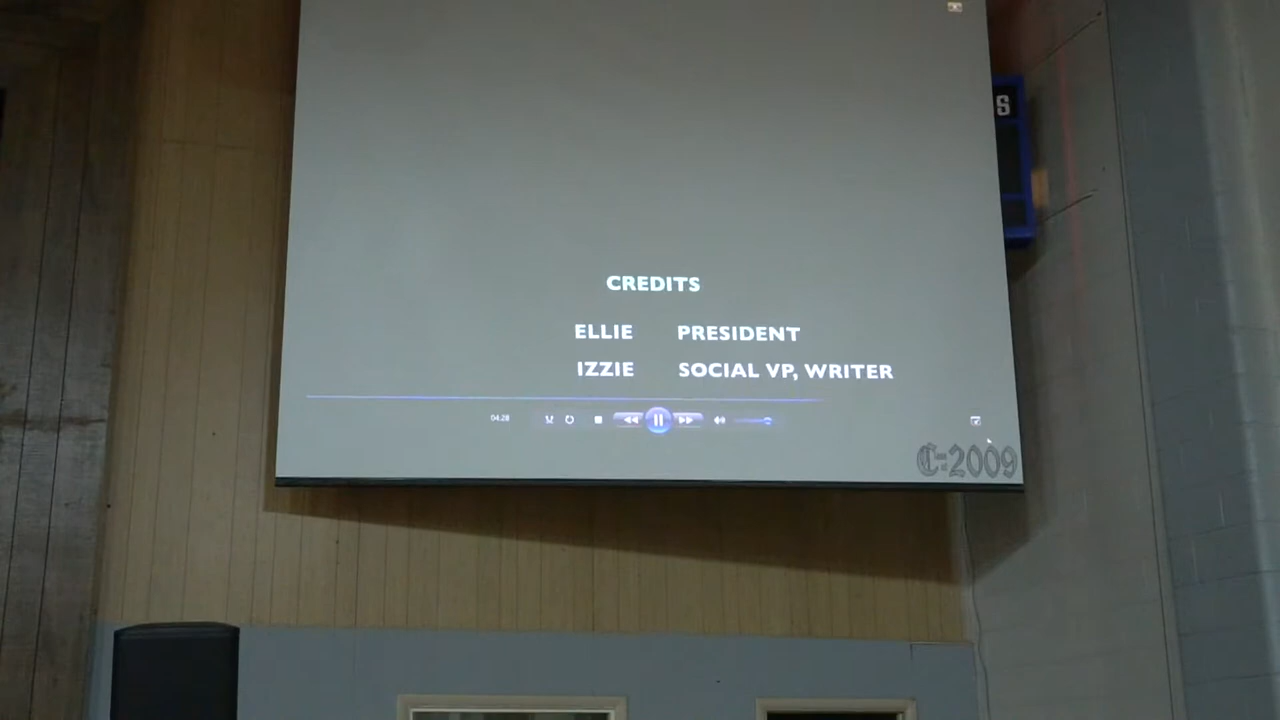 S
CREDITS
ELLIE PRESIDENT
IZZIE SOCIAL VP, WRITER
04:28
C 2009